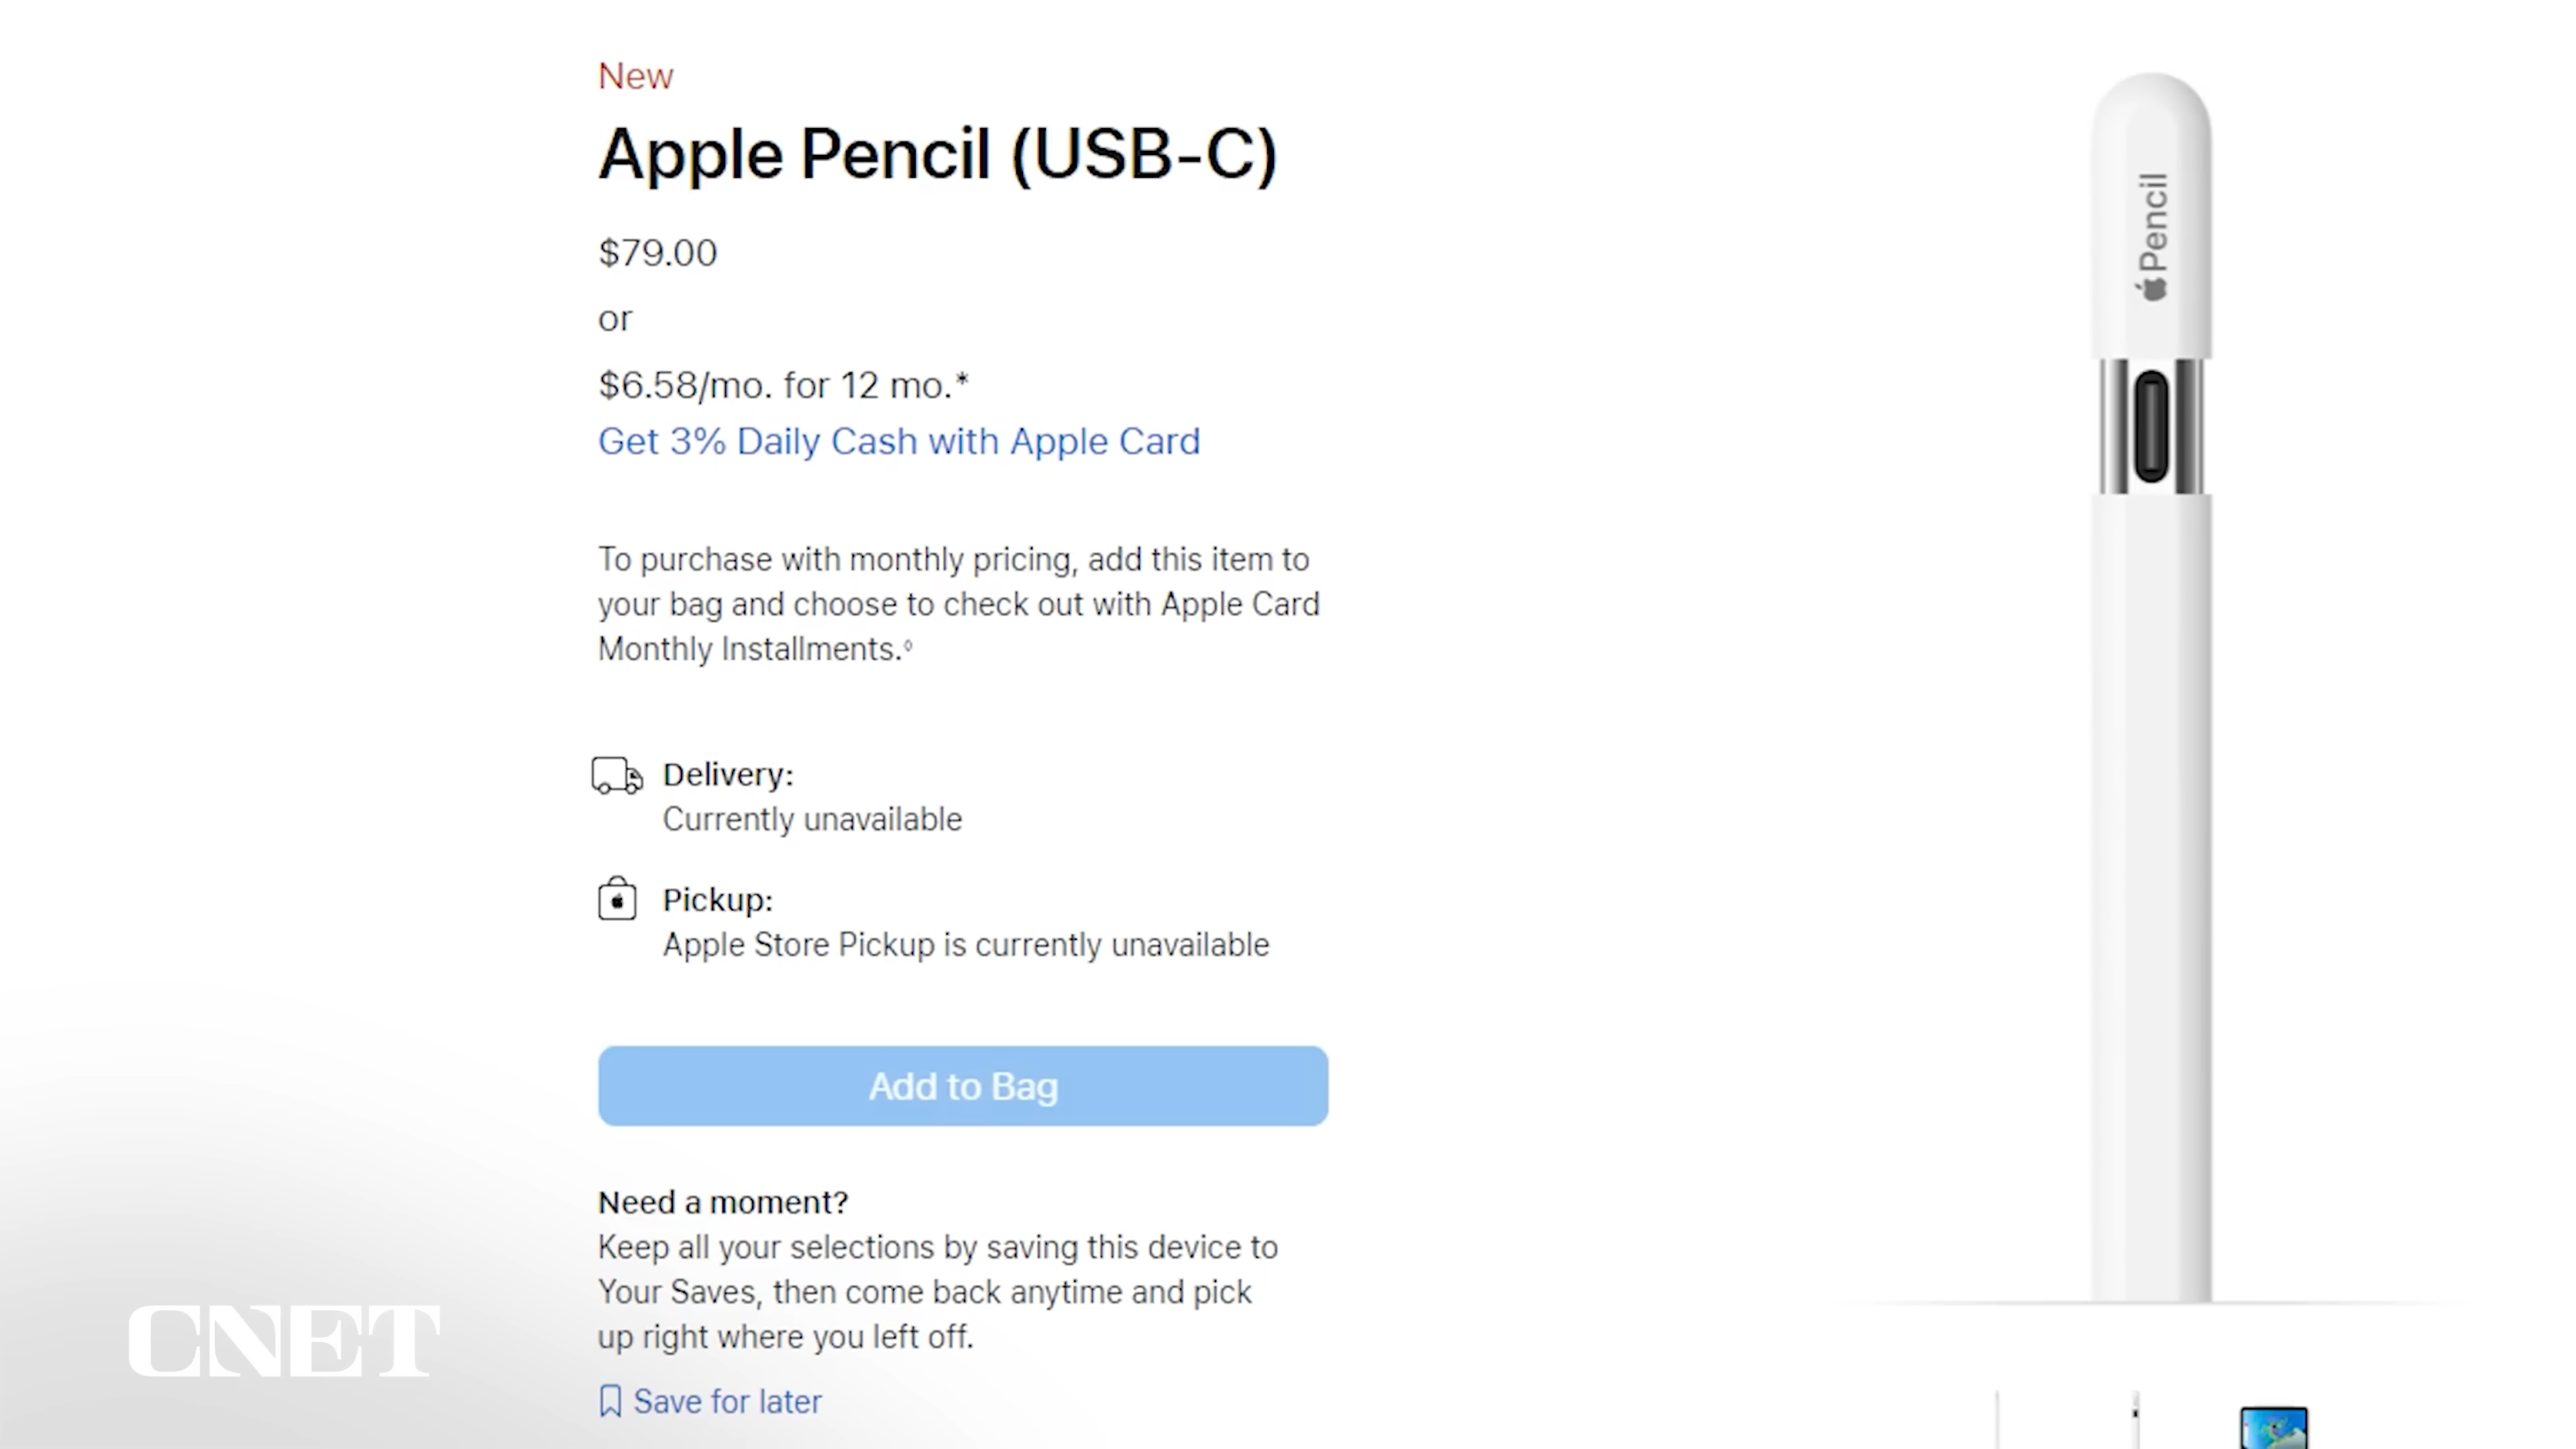 New
Apple Pencil (USB-C)
$79.00
or
$6.58/mo. for 12 mo.*
Get 3% Daily Cash with Apple Card
To purchase with monthly pricing, add this item to
your bag and choose to check out with Apple Card
Monthly Installments.◊
Delivery:
Currently unavailable
Pickup:
Apple Store Pickup is currently unavailable
Add to Bag
Need a moment?
Keep all your selections by saving this device to
Your Saves, then come back anytime and pick
up right where you left off.
Save for later
Pencil
CNET